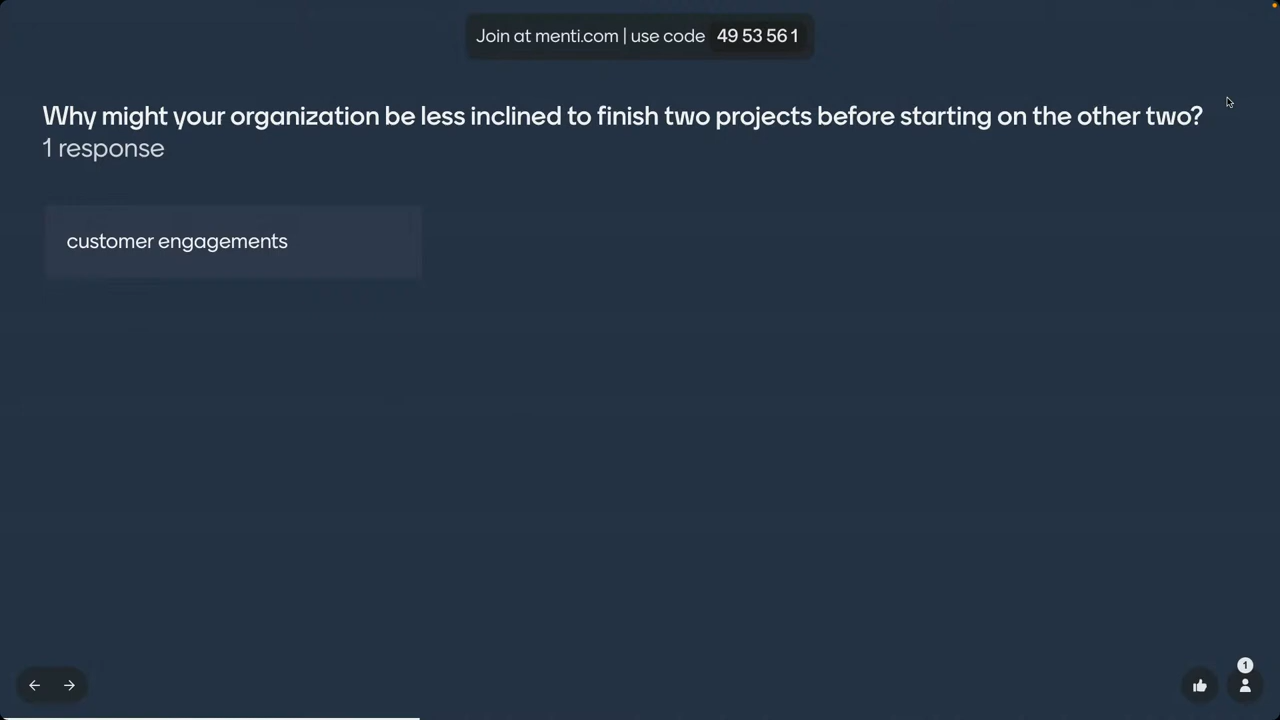 Join at menti.com | use code 49 53 56 1
Why might your organization be less inclined to finish two projects before starting on the other two?
1 response
customer engagements
1